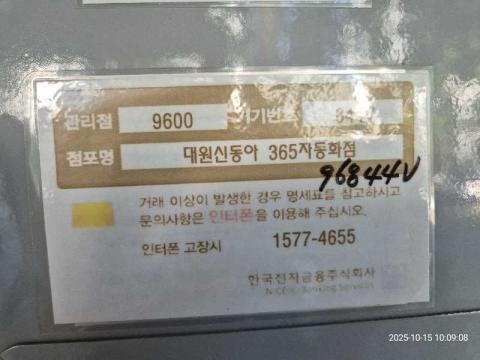 관리점 9600 기기번호
점포명 대원신동아 365자동화점
96844V
거래 이상이 발생한 경우 명세표를 참고하시고
문의사항은 인터폰을 이용해 주십시오.
인터폰 고장시 1577-4655
한국전자금융주식회사
2025-10-15 10:09:08